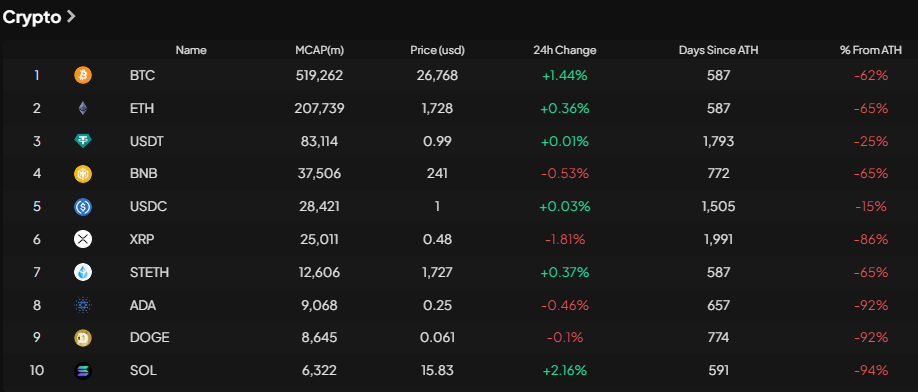 Crypto >
Name MCAP(m) Price (usd) 24h Change Days Since ATH % From ATH
1 BTC 519,262 26,768 +1.44% 587 -62%
2 ETH 207,739 1,728 +0.36% 587 -65%
3 USDT 83,114 0.99 +0.01% 1,793 -25%
4 BNB 37,506 241 -0.53% 772 -65%
5 USDC 28,421 1 +0.03% 1,505 -15%
6 XRP 25,011 0.48 -1.81% 1,991 -86%
7 STETH 12,606 1,727 +0.37% 587 -65%
8 ADA 9,068 0.25 -0.46% 657 -92%
9 DOGE 8,645 0.061 -0.1% 774 -92%
10 SOL 6,322 15.83 +2.16% 591 -94%